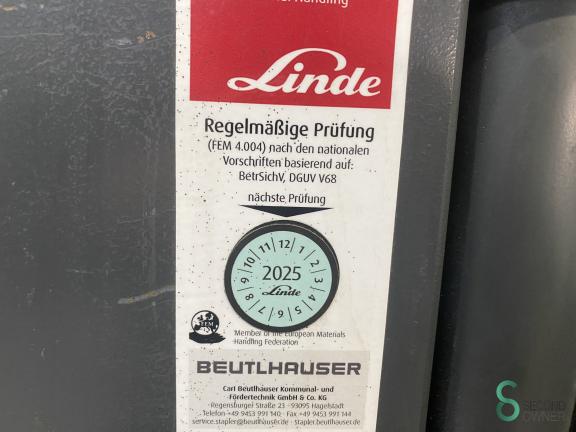 Linde
Regelmäßige Prüfung
(FEM 4.004) nach den nationalen
Vorschriften basierend auf:
BetrSichV, DGUV V68
nächste Prüfung
12
1
2
3
4
5
6
7
8
9
10
11
2025
Linde
FEM
Member of the European Materials
Handling Federation
BEUTLHAUSER
Carl Beutlhauser Kommunal- und
Fördertechnik GmbH & Co. KG
Regensburger Straße 23 · 93095 Hagelstadt
Telefon +49 9453 991 140 · Fax +49 9453 991 144
service.stapler@beutlhauser.de · stapler.beutlhauser.de
SECOND
OWNER